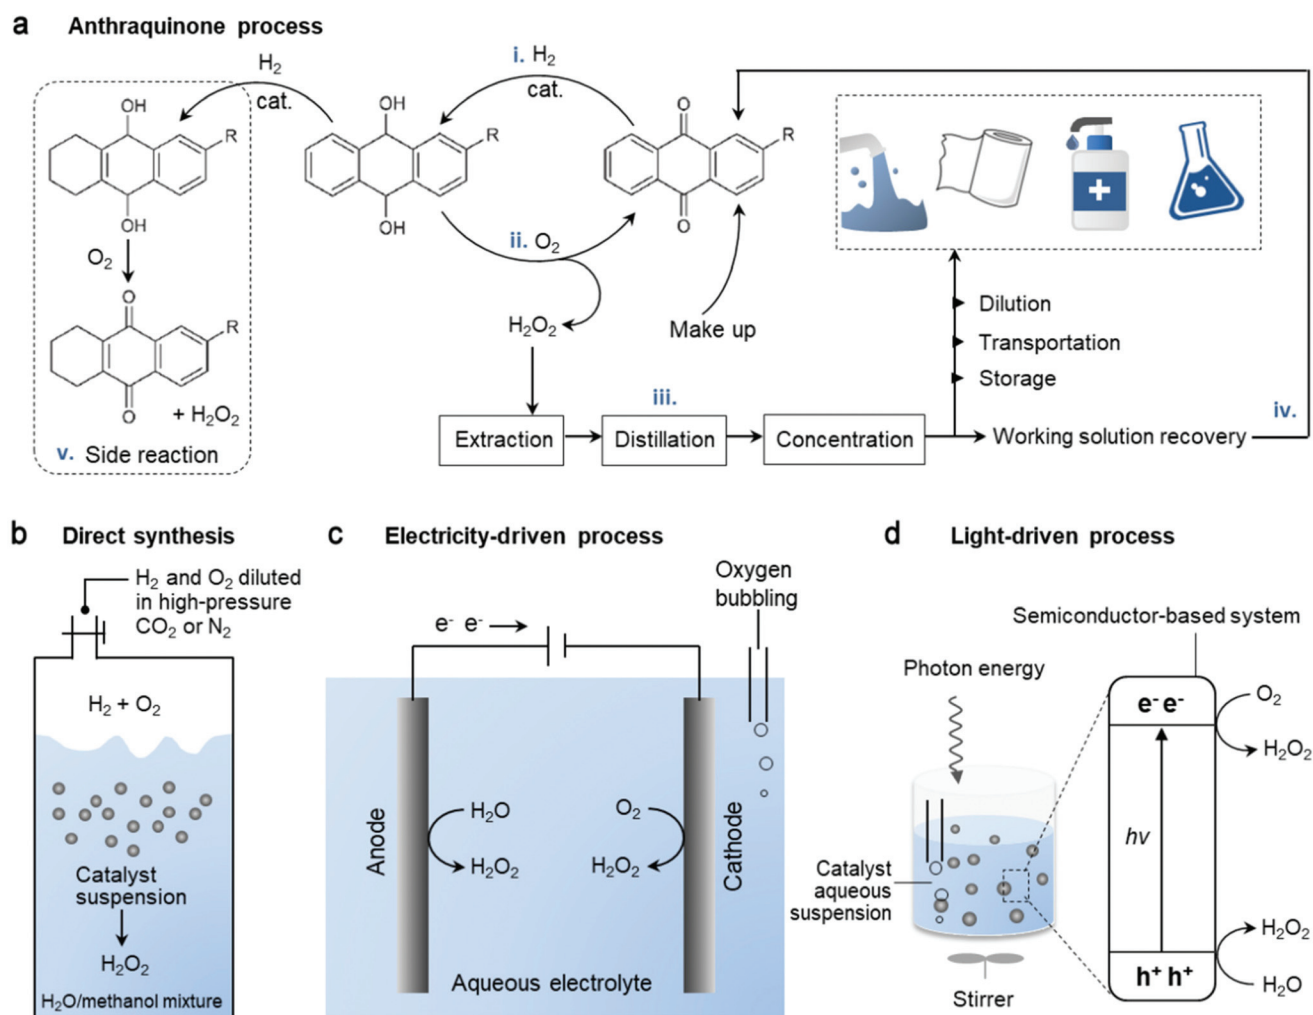 a Anthraquinone process
H₂
cat.
i. H₂
cat.
OH
R
OH
OH
R
OH
O
R
O
O₂
ii. O₂
O
R
O
+ H₂O₂
v. Side reaction
H₂O₂
Make up
iii.
Extraction
Distillation
Concentration
Dilution
Transportation
Storage
Working solution recovery
iv.
b Direct synthesis
H₂ and O₂ diluted
in high-pressure
CO₂ or N₂
H₂ + O₂
Catalyst
suspension
H₂O₂
H₂O/methanol mixture
c Electricity-driven process
Oxygen
bubbling
e⁻ e⁻
Anode
H₂O
H₂O₂
O₂
H₂O₂
Cathode
Aqueous electrolyte
d Light-driven process
Semiconductor-based system
Photon energy
Catalyst
aqueous
suspension
Stirrer
e⁻ e⁻
O₂
H₂O₂
hv
H₂O₂
h⁺ h⁺
H₂O